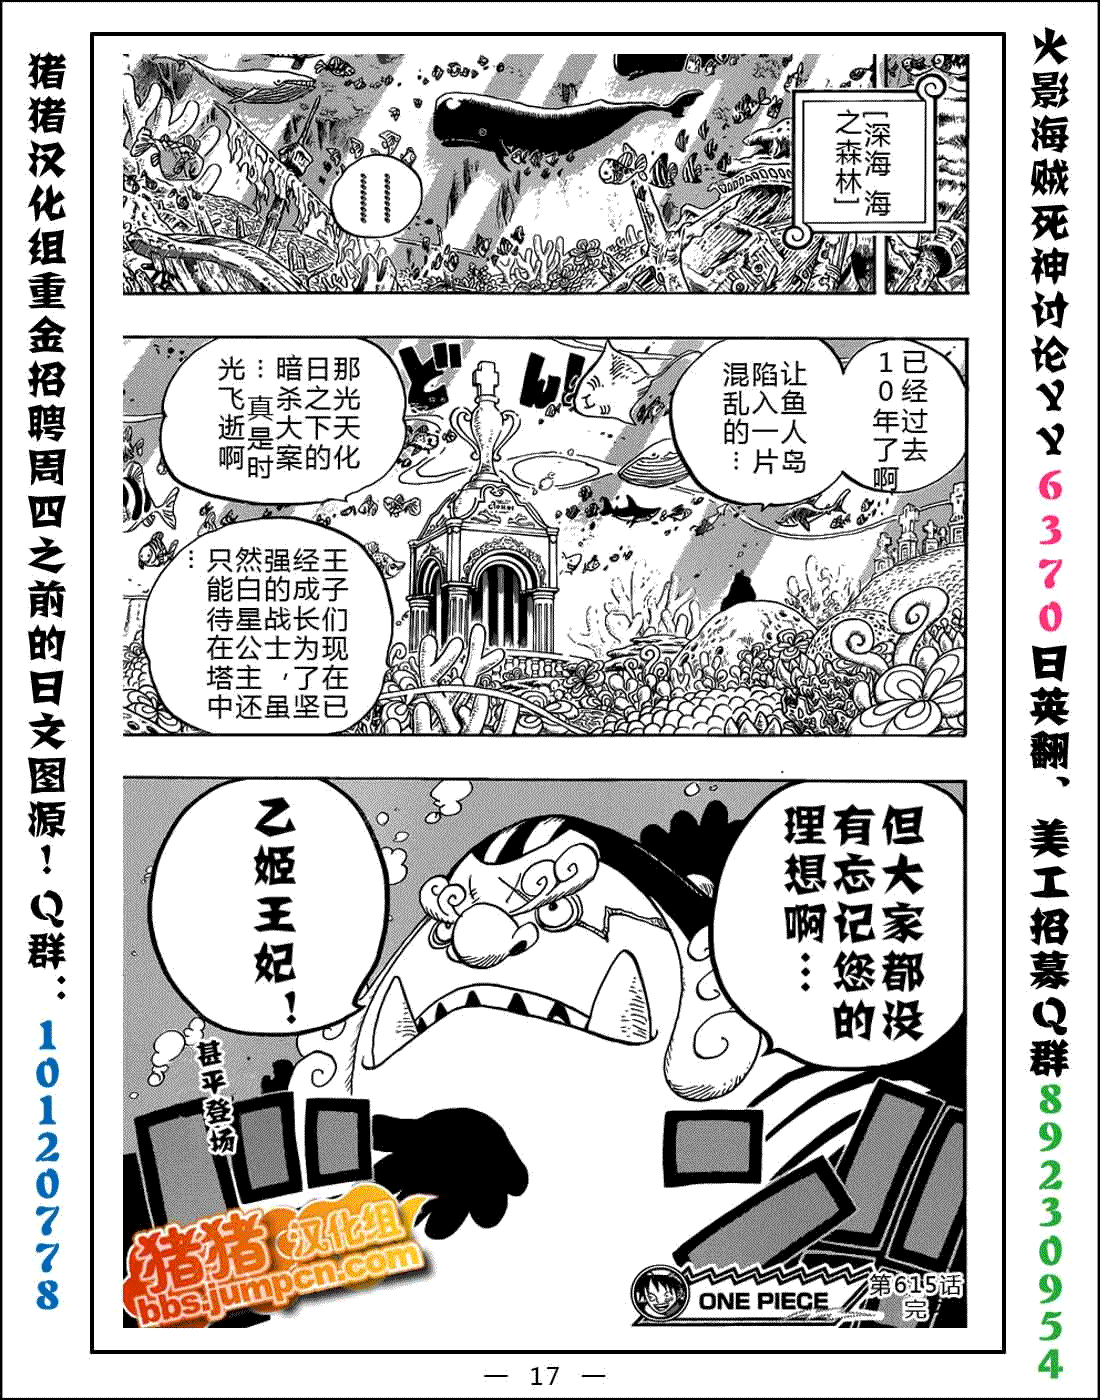 猪猪汉化组重金招聘周四之前的日文图源！Q群：101207788
火影海贼死神讨论YY6370日英翻、美工招募Q群892309954
[深海 海
之森林]
……
……
已经过去
10年了啊
让鱼人岛
陷入一片
混乱的…
那光天化
日之下的
暗杀大案
…真是时
光飞逝啊
ど
ん!!
王子们现在已
经成长为了坚
强的战士，虽
然白星公主还
只能待在塔中
…
但大家都没
有忘记您的
理想啊…
乙姬王妃！
甚平登场
猪猪汉化组
bbs.jumpcn.com
ONE PIECE
第615话
完
— 17 —